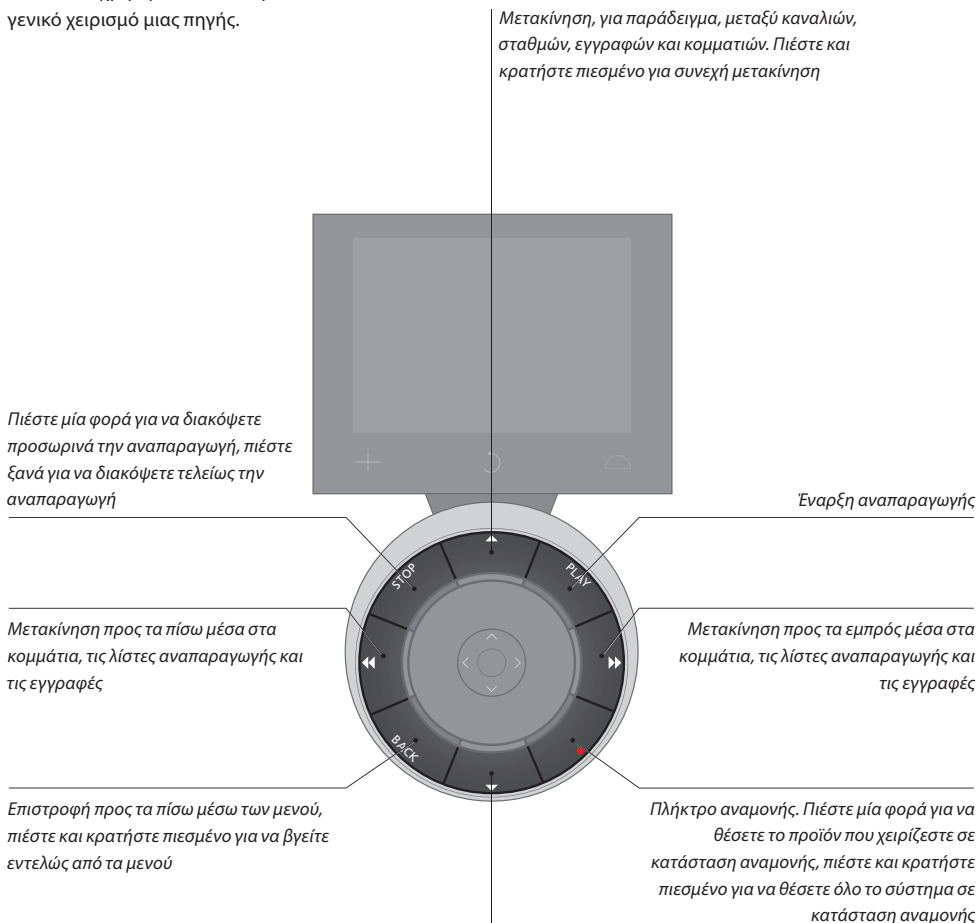 γενικό χειρισμό μιας πηγής.
Μετακίνηση, για παράδειγμα, μεταξύ καναλιών,
σταθμών, εγγραφών και κομματιών. Πιέστε και
κρατήστε πιεσμένο για συνεχή μετακίνηση
Πιέστε μία φορά για να διακόψετε
προσωρινά την αναπαραγωγή, πιέστε
ξανά για να διακόψετε τελείως την
αναπαραγωγή
Έναρξη αναπαραγωγής
STOP
PLAY
Μετακίνηση προς τα πίσω μέσα στα
κομμάτια, τις λίστες αναπαραγωγής και
τις εγγραφές
Μετακίνηση προς τα εμπρός μέσα στα
κομμάτια, τις λίστες αναπαραγωγής και
τις εγγραφές
BACK
Επιστροφή προς τα πίσω μέσω των μενού,
πιέστε και κρατήστε πιεσμένο για να βγείτε
εντελώς από τα μενού
Πλήκτρο αναμονής. Πιέστε μία φορά για να
θέσετε το προϊόν που χειρίζεστε σε
κατάσταση αναμονής, πιέστε και κρατήστε
πιεσμένο για να θέσετε όλο το σύστημα σε
κατάσταση αναμονής